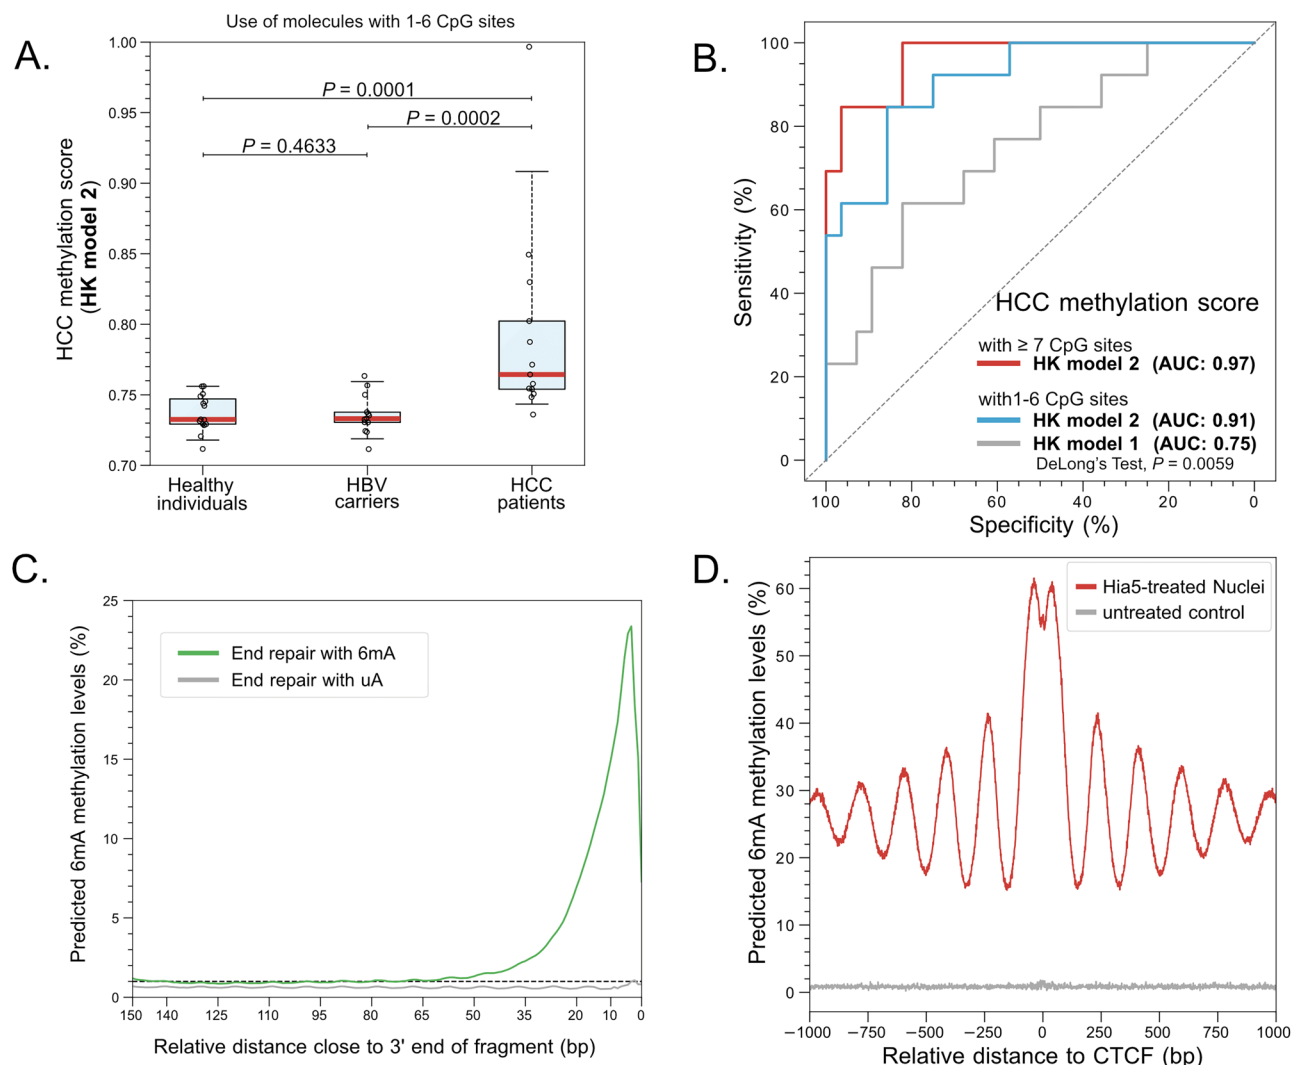 A.
Use of molecules with 1-6 CpG sites
HCC methylation score
(HK model 2)
1.00
0.95
0.90
0.85
0.80
0.75
0.70
P = 0.0001
P = 0.0002
P = 0.4633
Healthy
individuals
HBV
carriers
HCC
patients
B.
Sensitivity (%)
100
80
60
40
20
0
HCC methylation score
with ≥ 7 CpG sites
HK model 2 (AUC: 0.97)
with1-6 CpG sites
HK model 2 (AUC: 0.91)
HK model 1 (AUC: 0.75)
DeLong's Test, P = 0.0059
100 80 60 40 20 0
Specificity (%)
C.
Predicted 6mA methylation levels (%)
25
20
15
10
5
0
End repair with 6mA
End repair with uA
150 140 125 110 95 80 65 50 35 20 10 0
Relative distance close to 3' end of fragment (bp)
D.
Predicted 6mA methylation levels (%)
60
50
40
30
20
10
0
Hia5-treated Nuclei
untreated control
−1000 −750 −500 −250 0 250 500 750 1000
Relative distance to CTCF (bp)